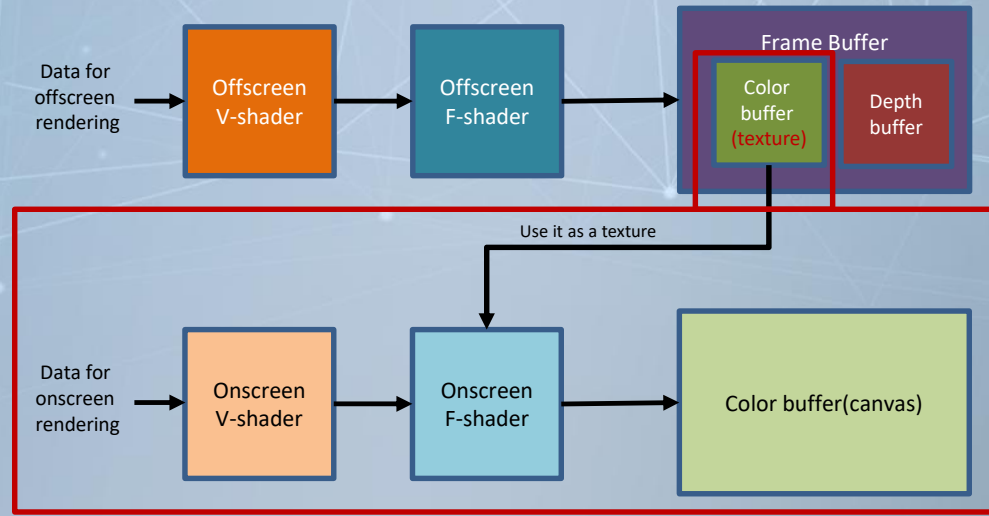 Data for
offscreen
rendering
Offscreen
V-shader
Offscreen
F-shader
Frame Buffer
Color
buffer
(texture)
Depth
buffer
Use it as a texture
Data for
onscreen
rendering
Onscreen
V-shader
Onscreen
F-shader
Color buffer(canvas)